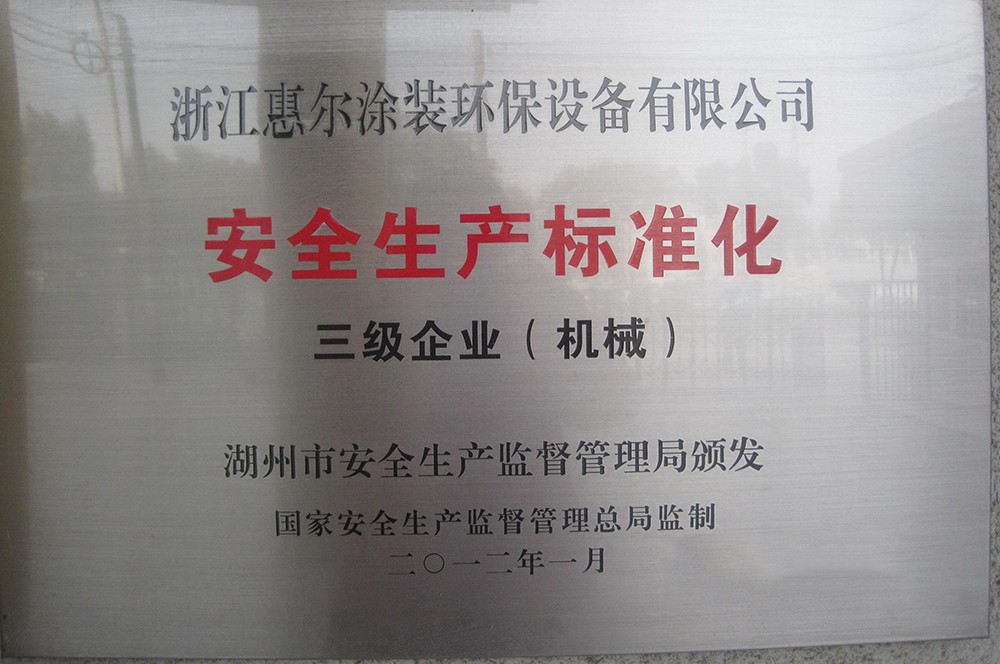 浙江惠尔涂装环保设备有限公司
安全生产标准化
三级企业（机械）
湖州市安全生产监督管理局颁发
国家安全生产监督管理总局监制
二〇一二年一月